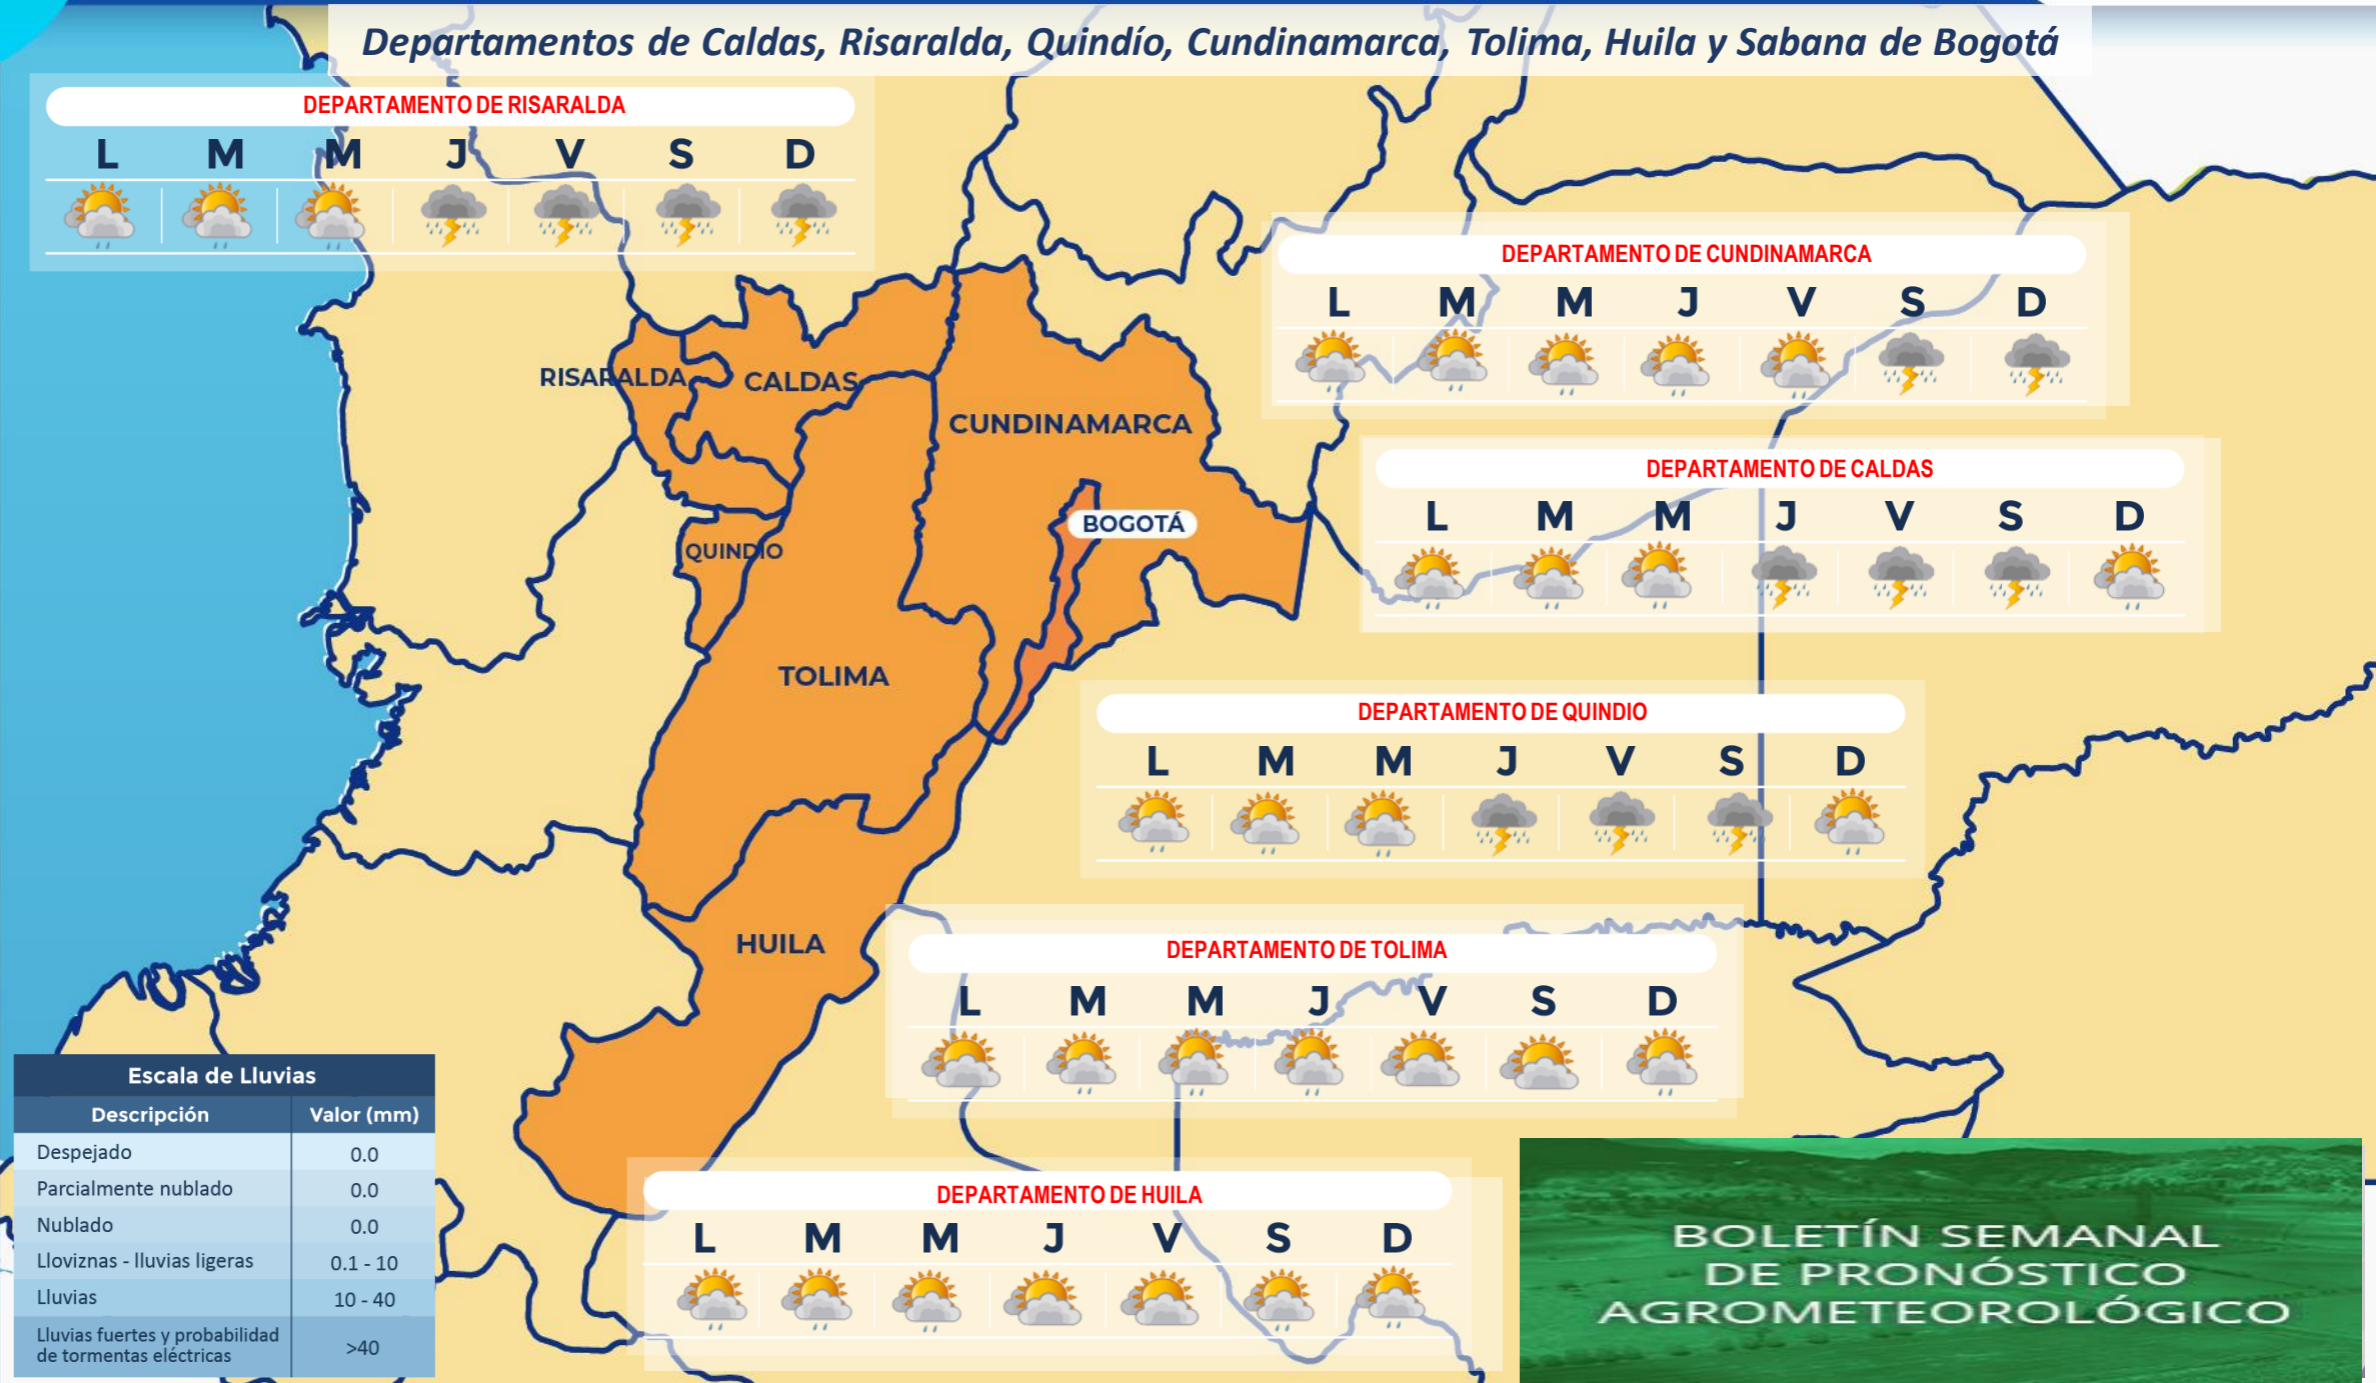 Departamentos de Caldas, Risaralda, Quindío, Cundinamarca, Tolima, Huila y Sabana de Bogotá
DEPARTAMENTO DE RISARALDA
L M M J V S D
DEPARTAMENTO DE CUNDINAMARCA
L M M J V S D
RISARALDA
CALDAS
CUNDINAMARCA
DEPARTAMENTO DE CALDAS
L M M J V S D
BOGOTÁ
QUINDIO
TOLIMA
DEPARTAMENTO DE QUINDIO
L M M J V S D
HUILA
DEPARTAMENTO DE TOLIMA
L M M J V S D
Escala de Lluvias
Descripción Valor (mm)
Despejado 0.0
Parcialmente nublado 0.0
Nublado 0.0
Lloviznas - lluvias ligeras 0.1 - 10
Lluvias 10 - 40
Lluvias fuertes y probabilidad
de tormentas eléctricas >40
DEPARTAMENTO DE HUILA
L M M J V S D
BOLETÍN SEMANAL
DE PRONÓSTICO
AGROMETEOROLÓGICO